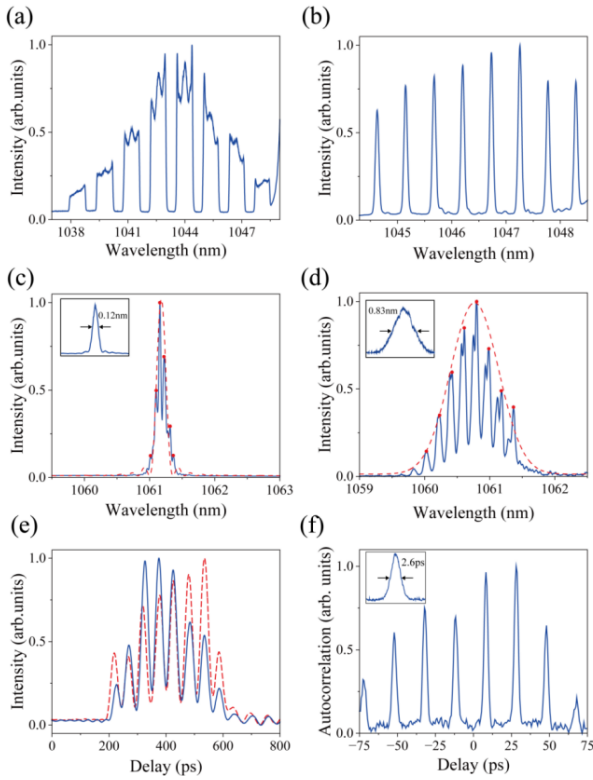 (a)
Intensity (arb.units)
1.0
0.5
0.0
1038 1041 1044 1047
Wavelength (nm)
(b)
Intensity (arb.units)
1.0
0.5
0.0
1045 1046 1047 1048
Wavelength (nm)
(c)
Intensity (arb.units)
1.0
0.5
0.0
0.12nm
1060 1061 1062 1063
Wavelength (nm)
(d)
Intensity (arb.units)
1.0
0.5
0.0
0.83nm
1059 1060 1061 1062
Wavelength (nm)
(e)
Intensity (arb.units)
1.0
0.5
0.0
0 200 400 600 800
Delay (ps)
(f)
Autocorrelation (arb. units)
1.0
0.5
0.0
2.6ps
-75 -50 -25 0 25 50 75
Delay (ps)